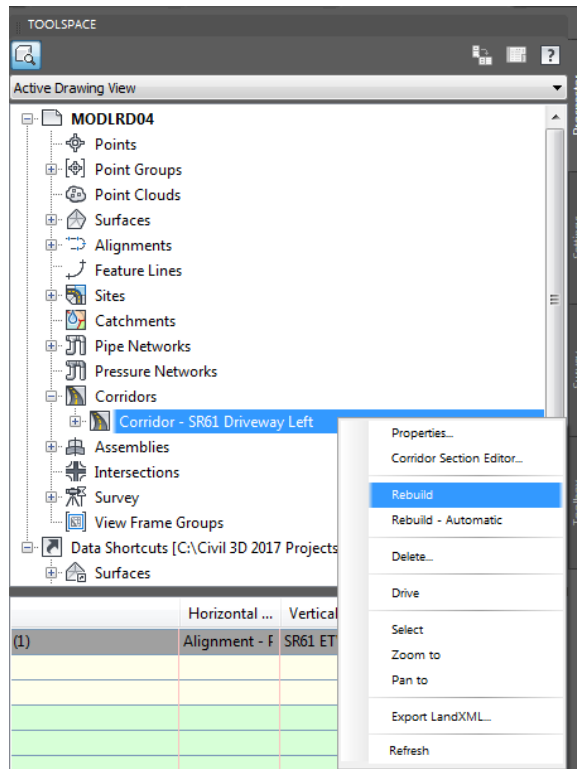 TOOLSPACE
?
Active Drawing View
MODLRD04
Points
Point Groups
Point Clouds
Surfaces
Alignments
Feature Lines
Sites
Catchments
Pipe Networks
Pressure Networks
Corridors
Corridor - SR61 Driveway Left
Assemblies
Intersections
Survey
View Frame Groups
Data Shortcuts [C:\Civil 3D 2017 Projects
Surfaces
Properties...
Corridor Section Editor...
Rebuild
Rebuild - Automatic
Delete...
Drive
Select
Zoom to
Pan to
Export LandXML...
Refresh
Horizontal ... Vertical
(1) Alignment - SR61